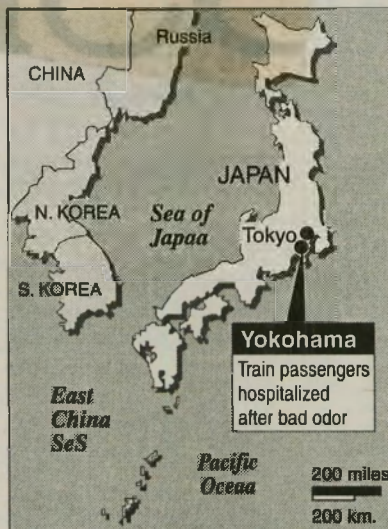 Russia
CHINA
JAPAN
N. KOREA
Sea of
Japaa
Tokyo
S. KOREA
Yokohama
Train passengers
hospitalized
after bad odor
East
China
SeS
Pacific
Oceaa
200 miles
200 km.